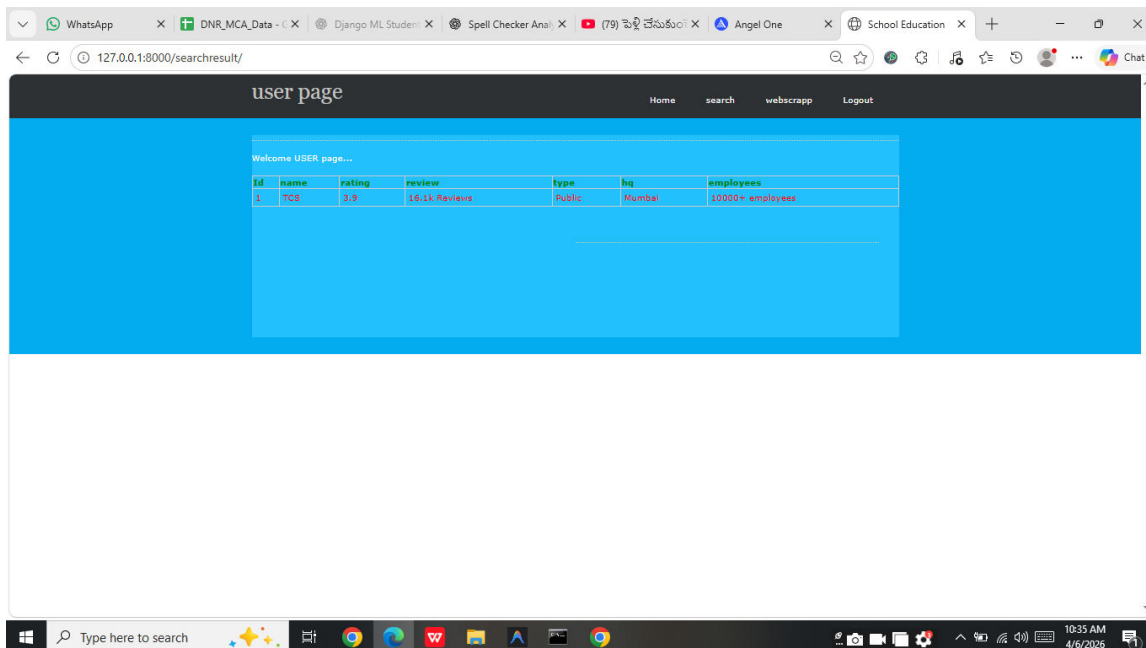 WhatsApp
DNR_MCA_Data - C
Django ML Student
Spell Checker Anal
(79) పెళ్లి చేసుకుం
Angel One
School Education
127.0.0.1:8000/searchresult/
Chat
user page
Home search webscrapp Logout
Welcome USER page...
Id name rating review type hq employees
1 TCS 3.9 16.1k Reviews Public Mumbai 10000+ employees
Type here to search
10:35 AM
4/6/2026